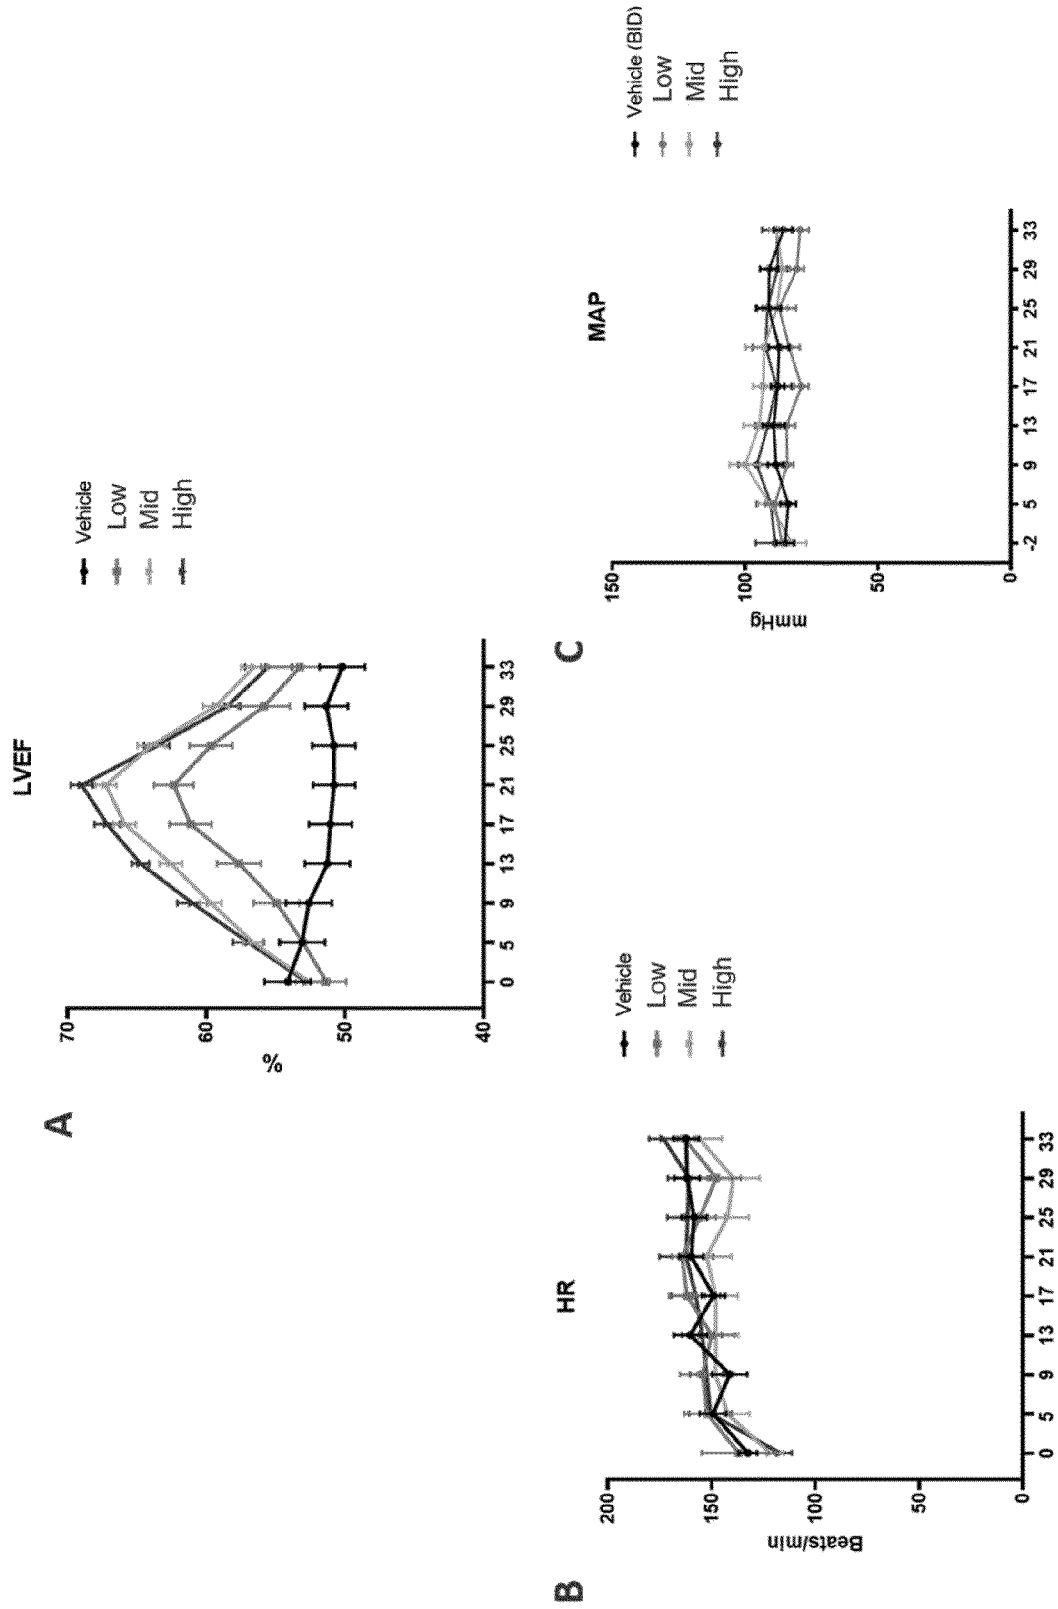 A
LVEF
%
70
60
50
40
0 5 9 13 17 21 25 29 33
Vehicle
Low
Mid
High
B
HR
Beats/min
200
150
100
50
0
0 5 9 13 17 21 25 29 33
Vehicle
Low
Mid
High
C
MAP
mmHg
150
100
50
0
-2 5 9 13 17 21 25 29 33
Vehicle (BID)
Low
Mid
High